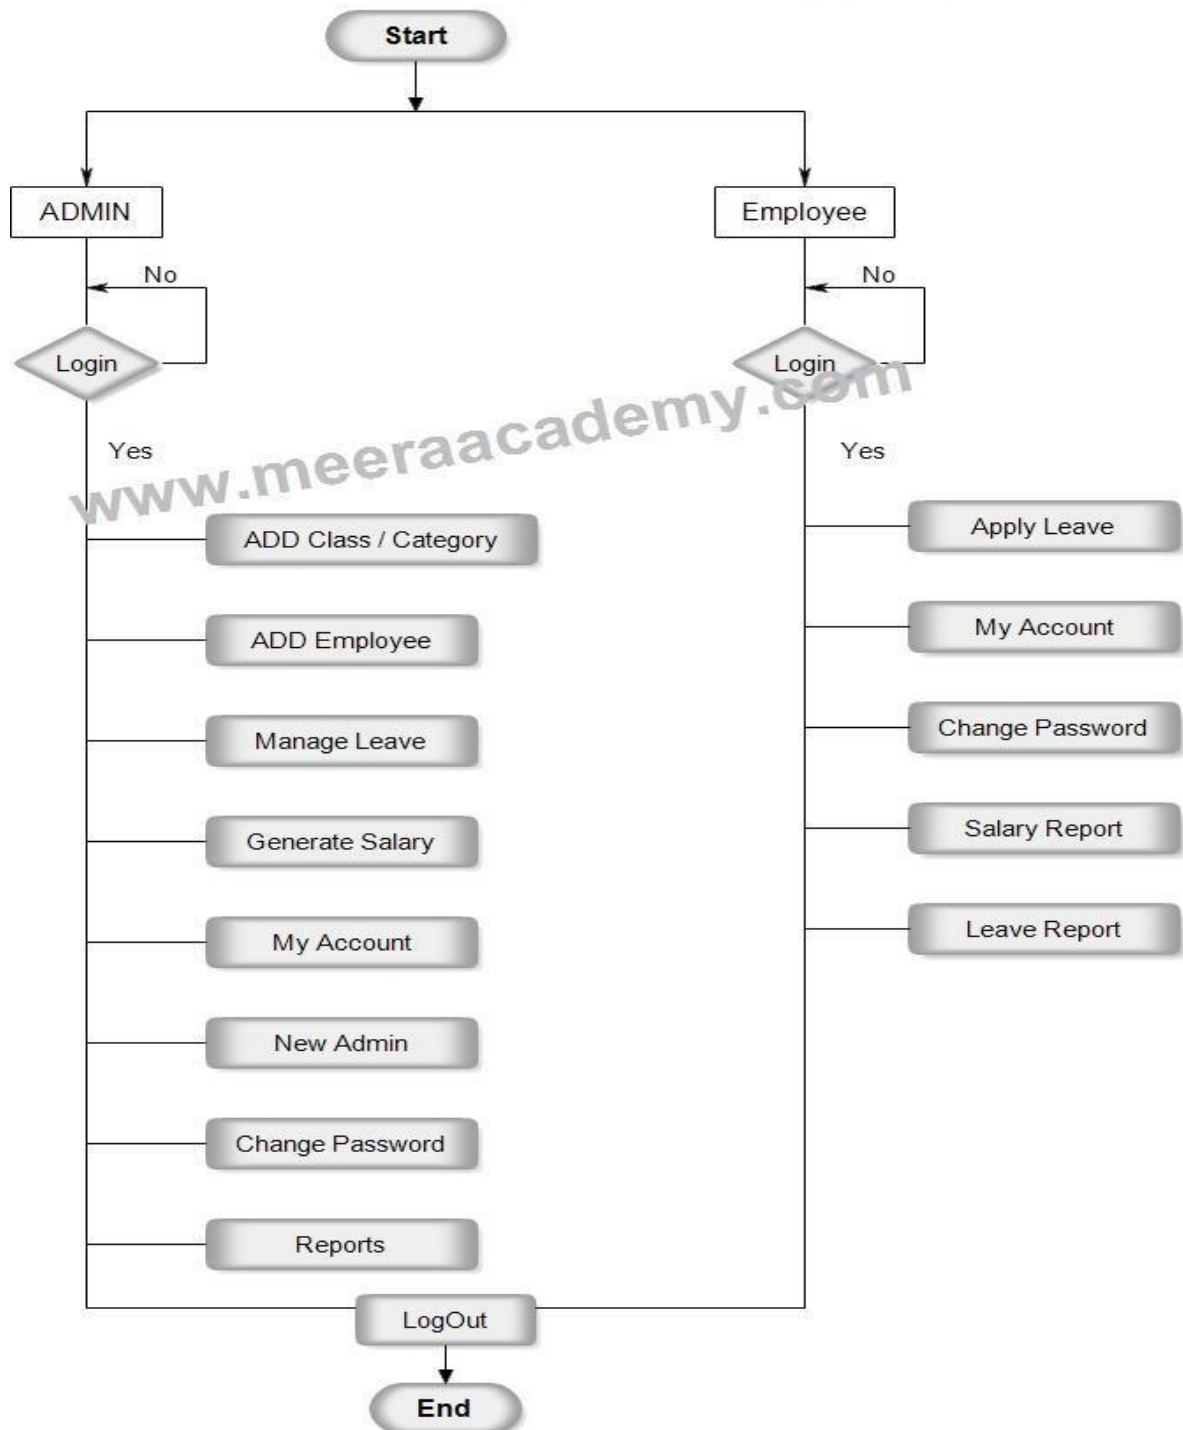 Start
ADMIN
Employee
No
No
Login
Login
www.meeraacademy.com
Yes
Yes
ADD Class / Category
Apply Leave
ADD Employee
My Account
Manage Leave
Change Password
Generate Salary
Salary Report
My Account
Leave Report
New Admin
Change Password
Reports
LogOut
End